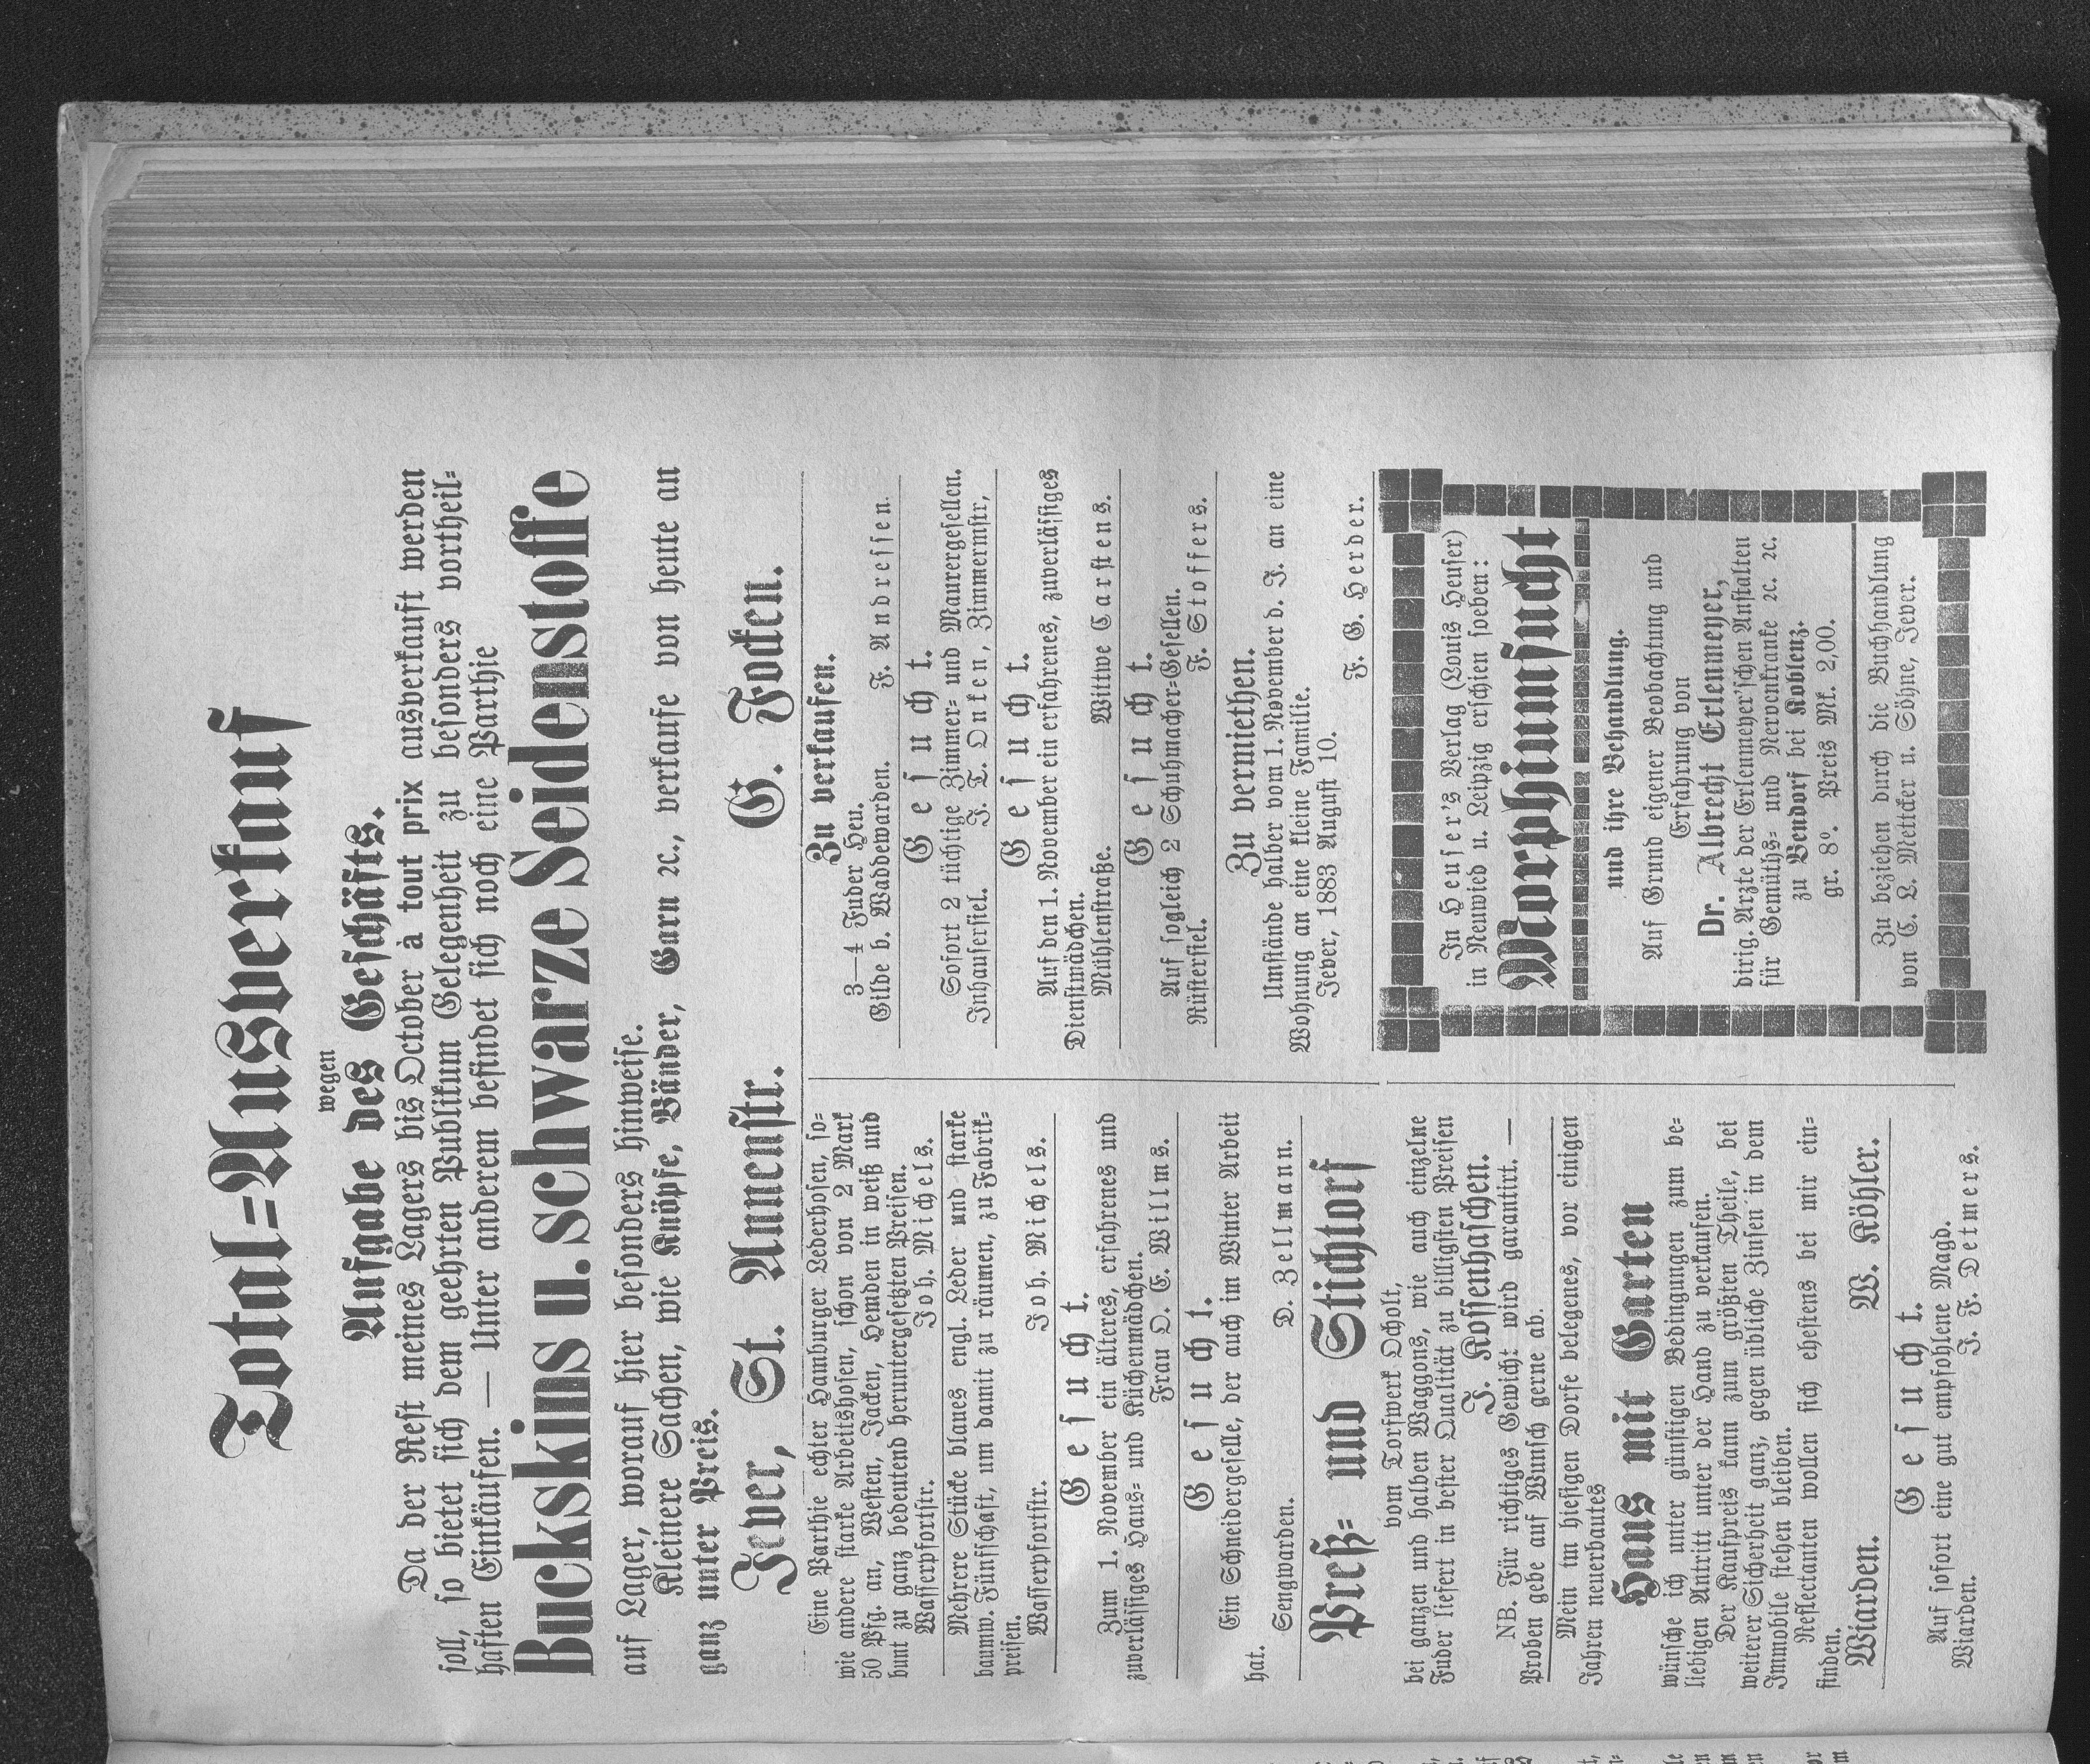 Total=Ausverkauf
wegen
Aufgabe des Geschäfts.
Da der Rest meines Lagers bis October à tout prix ausverkauft werden
soll, so bietet sich dem geehrten Publikum Gelegenheit zu besonders vortheil=
haften Einkäufen. — Unter anderem befindet sich noch eine Parthie
Buckskins u. schwarze Seidenstoffe
auf Lager, worauf hier besonders hinweise.
Kleinere Sachen, wie Knöpfe, Bänder, Garn ꝛc., verkaufe von heute an
ganz unter Preis.
Jever, St. Annenstr. G. Focken.
Eine Parthie echter Hamburger Lederhosen, so=
wie andere starke Arbeitshosen, schon von 2 Mark
50 Pfg. an, Westen, Jacken, Hemden in weiß und
bunt zu ganz bedeutend heruntergesetzten Preisen.
Wasserpfortstr. Joh. Michels.
Mehrere Stücke blaues engl. Leder und starke
baumw. Fünfschaft, um damit zu räumen, zu Fabrik=
preisen.
Wasserpfortstr. Joh. Michels.
Gesucht.
Zum 1. November ein älteres, erfahrenes und
zuverlässiges Haus= und Küchenmädchen.
Frau O. E. Willms.
Gesucht.
Ein Schneidergeselle, der auch im Winter Arbeit
hat.
Sengwarden. D. Zellmann.
Preß= und Stichtorf
vom Torfwerk Ocholt,
bei ganzen und halben Waggons, wie auch einzelne
Fuder liefert in bester Qualität zu billigsten Preisen
J. Kossenhaschen.
NB. Für richtiges Gewicht wird garantirt. —
Proben gebe auf Wunsch gerne ab.
Mein im hiesigen Dorfe belegenes, vor einigen
Jahren neuerbautes
Haus mit Garten
wünsche ich unter günstigen Bedingungen zum be=
liebigen Antritt unter der Hand zu verkaufen.
Der Kaufpreis kann zum größten Theile, bei
weiterer Sicherheit ganz, gegen übliche Zinsen in dem
Immobile stehen bleiben.
Reflectanten wollen sich ehestens bei mir ein=
finden.
Wiarden. W. Köhler.
Gesucht.
Auf sofort eine gut empfohlene Magd.
Wiarden. J. F. Detmers.
Zu verkaufen.
3—4 Fuder Heu.
Gilde b. Waddewarden. F. Andressen.
Gesucht.
Sofort 2 tüchtige Zimmer= und Maurergesellen.
Inhausersiel. J. T. Onken, Zimmermstr,
Gesucht.
Auf den 1. November ein erfahrenes, zuverlässiges
Dienstmädchen.
Mühlenstraße. Wittwe Carstens.
Gesucht.
Auf sogleich 2 Schuhmacher=Gesellen.
Rüstersiel. F. Stoffers.
Zu vermiethen.
Umstände halber vom 1. November d. J. an eine
Wohnung an eine kleine Familie.
Jever, 1883 August 10.
F. G. Herder.
In Heuser's Verlag (Louis Heuser)
in Neuwied u. Leipzig erschien soeben:
Morphiumsucht
und ihre Behandlung.
Auf Grund eigener Beobachtung und
Erfahrung von
Dr. Albrecht Erlenmeyer,
dirig. Arzte der Erlenmeyer'schen Anstalten
für Gemüths= und Nervenkranke ꝛc. ꝛc.
zu Bendorf bei Koblenz.
gr. 8°. Preis Mk. 2,00.
Zu beziehen durch die Buchhandlung
von C. L. Mettcker u. Söhne, Jever.